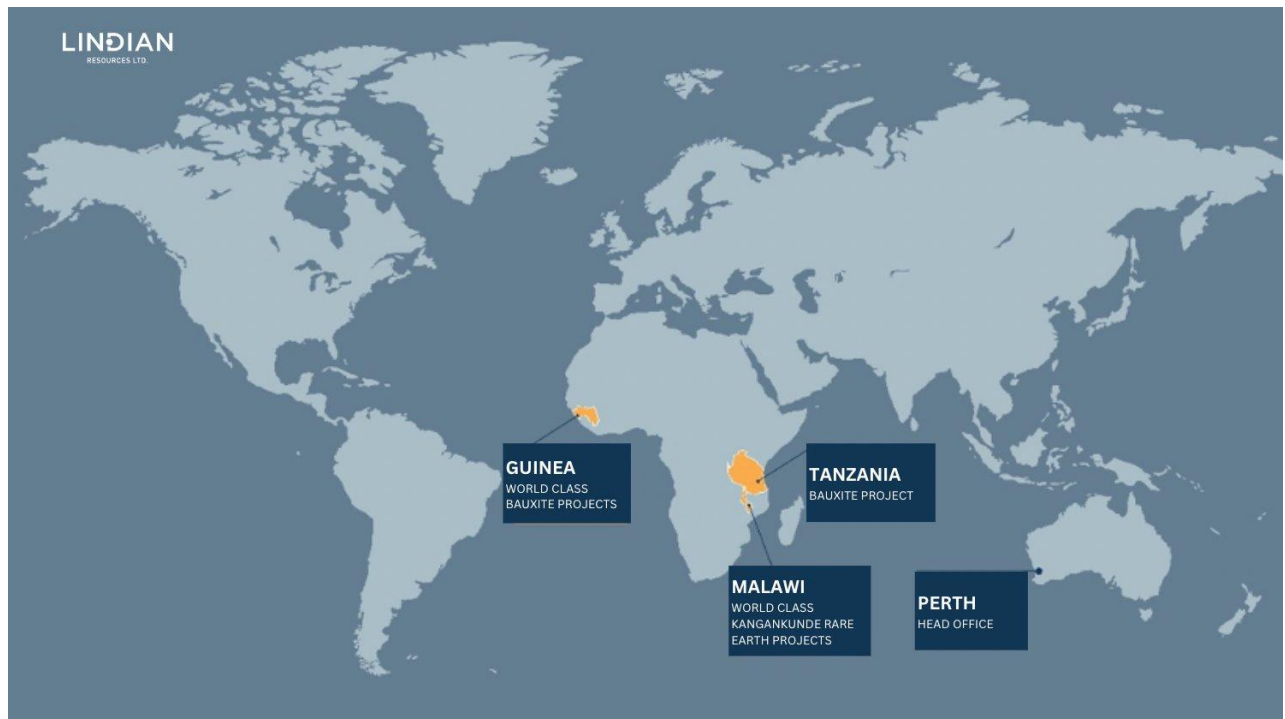 LINDIAN
RESOURCES LTD.
GUINEA
WORLD CLASS
BAUXITE PROJECTS
TANZANIA
BAUXITE PROJECT
MALAWI
WORLD CLASS
KANGANKUNDE RARE
EARTH PROJECTS
PERTH
HEAD OFFICE